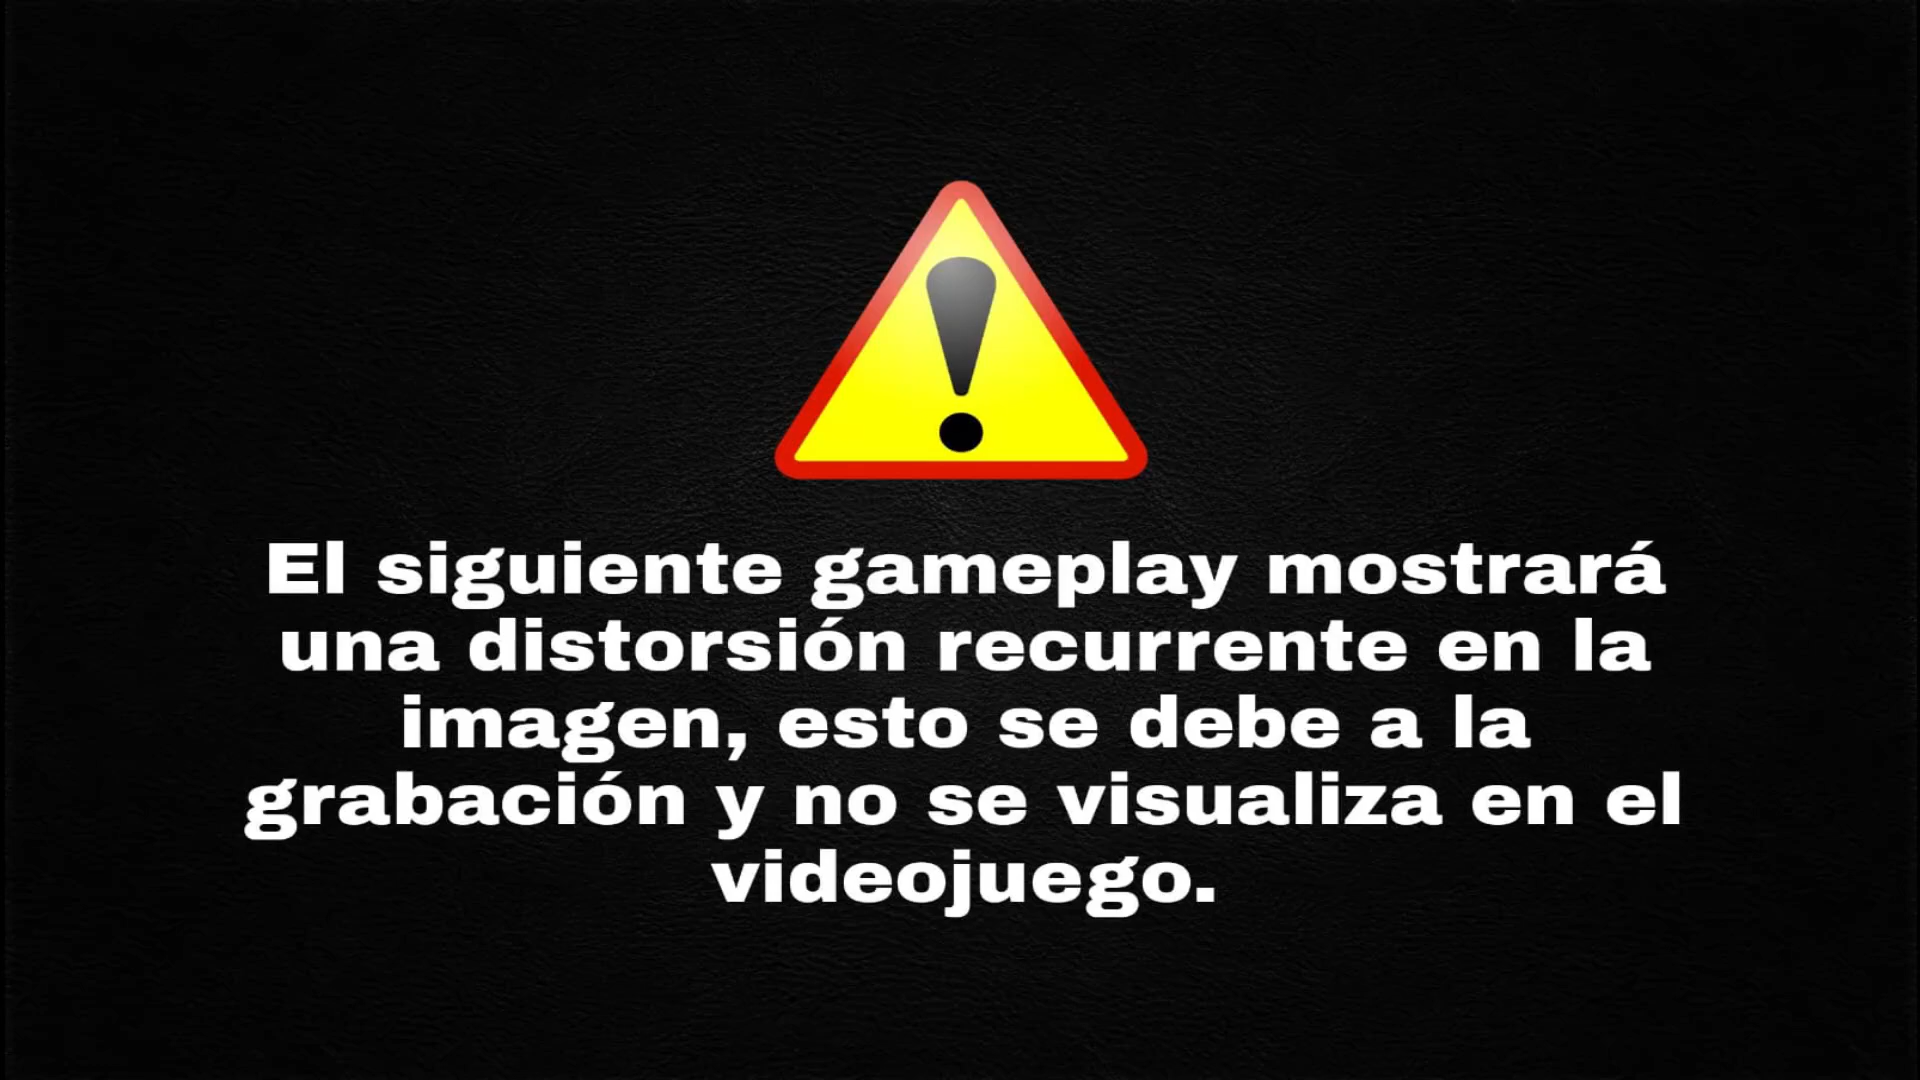 El siguiente gameplay mostrará
una distorsión recurrente en la
imagen, esto se debe a la
grabación y no se visualiza en el
videojuego.